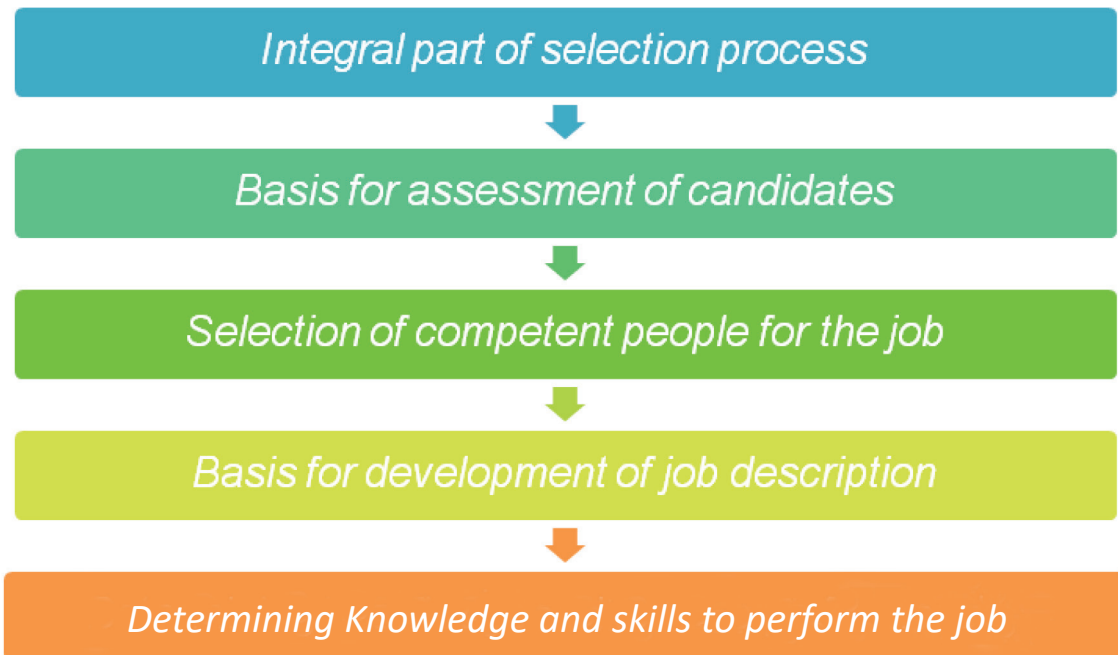 Integral part of selection process
Basis for assessment of candidates
Selection of competent people for the job
Basis for development of job description
Determining Knowledge and skills to perform the job